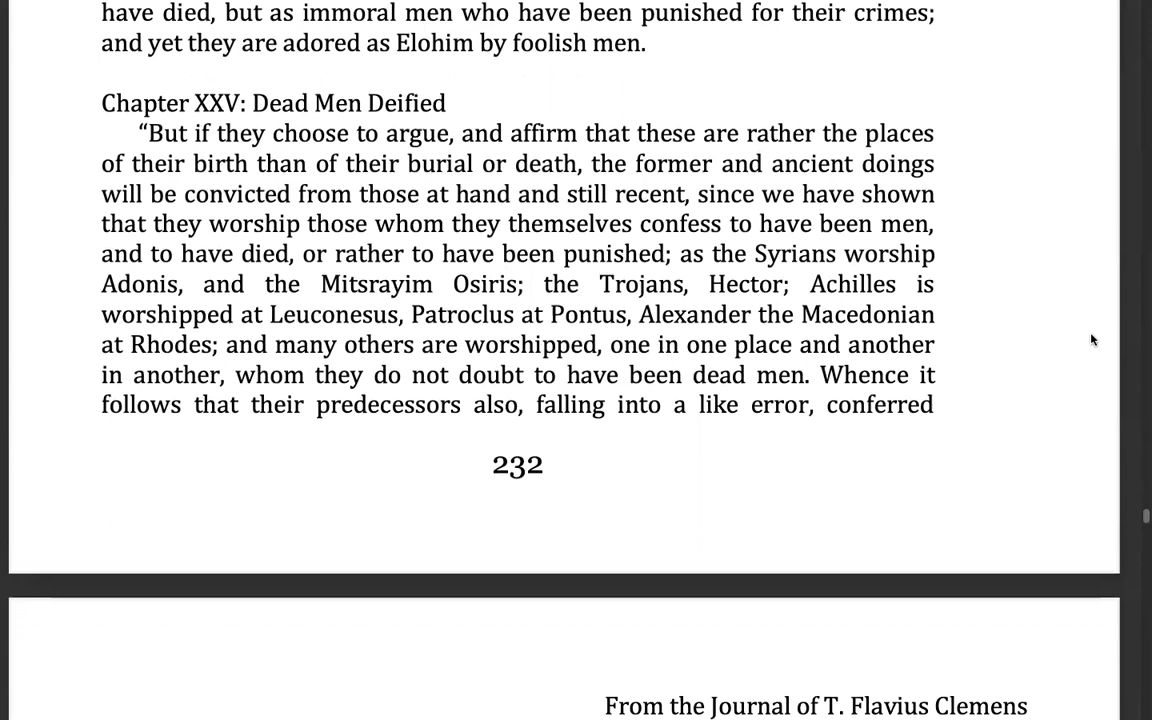 have died, but as immoral men who have been punished for their crimes;
and yet they are adored as Elohim by foolish men.
Chapter XXV: Dead Men Deified
“But if they choose to argue, and affirm that these are rather the places
of their birth than of their burial or death, the former and ancient doings
will be convicted from those at hand and still recent, since we have shown
that they worship those whom they themselves confess to have been men,
and to have died, or rather to have been punished; as the Syrians worship
Adonis, and the Mitsrayim Osiris; the Trojans, Hector; Achilles is
worshipped at Leuconesus, Patroclus at Pontus, Alexander the Macedonian
at Rhodes; and many others are worshipped, one in one place and another
in another, whom they do not doubt to have been dead men. Whence it
follows that their predecessors also, falling into a like error, conferred
232
From the Journal of T. Flavius Clemens